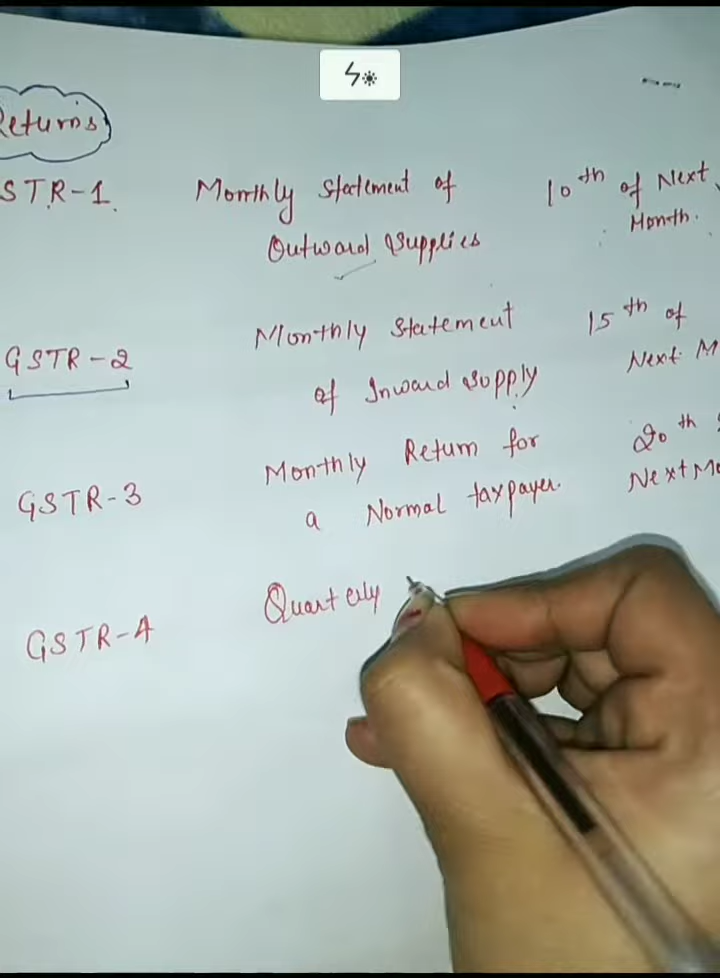 Returns
STR-1. Monthly Statement of 10th of Next
Outward Supplies Month.
GSTR-2 Monthly Statement 15th of
of Inward Supply Next M
GSTR-3 Monthly Return for 20th
a Normal taxpayer. Next Mo
GSTR-4 Quarterly